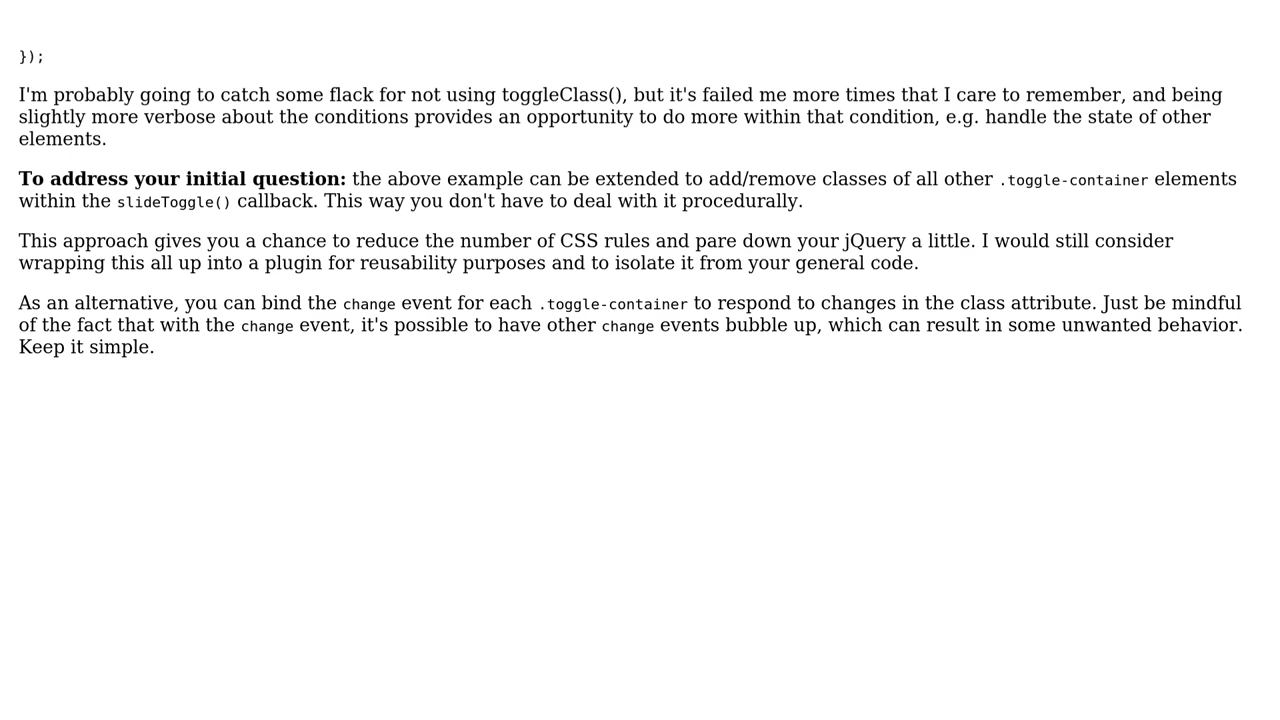 });
I'm probably going to catch some flack for not using toggleClass(), but it's failed me more times that I care to remember, and being
slightly more verbose about the conditions provides an opportunity to do more within that condition, e.g. handle the state of other
elements.
To address your initial question: the above example can be extended to add/remove classes of all other .toggle-container elements
within the slideToggle() callback. This way you don't have to deal with it procedurally.
This approach gives you a chance to reduce the number of CSS rules and pare down your jQuery a little. I would still consider
wrapping this all up into a plugin for reusability purposes and to isolate it from your general code.
As an alternative, you can bind the change event for each .toggle-container to respond to changes in the class attribute. Just be mindful
of the fact that with the change event, it's possible to have other change events bubble up, which can result in some unwanted behavior.
Keep it simple.